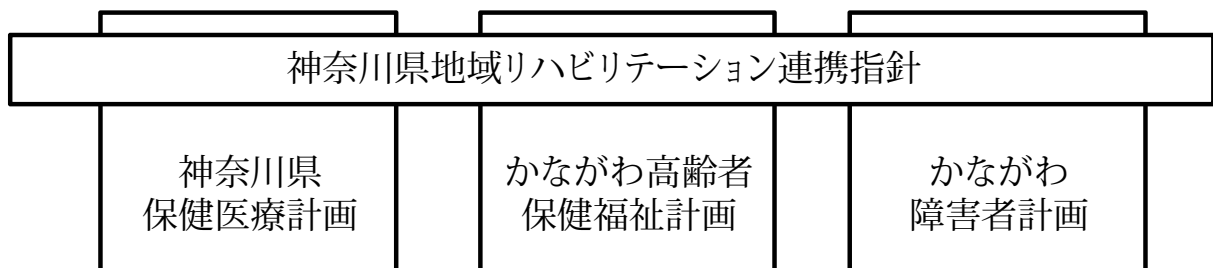 神奈川県地域リハビリテーション連携指針
神奈川県
保健医療計画
かながわ高齢者
保健福祉計画
かながわ
障害者計画